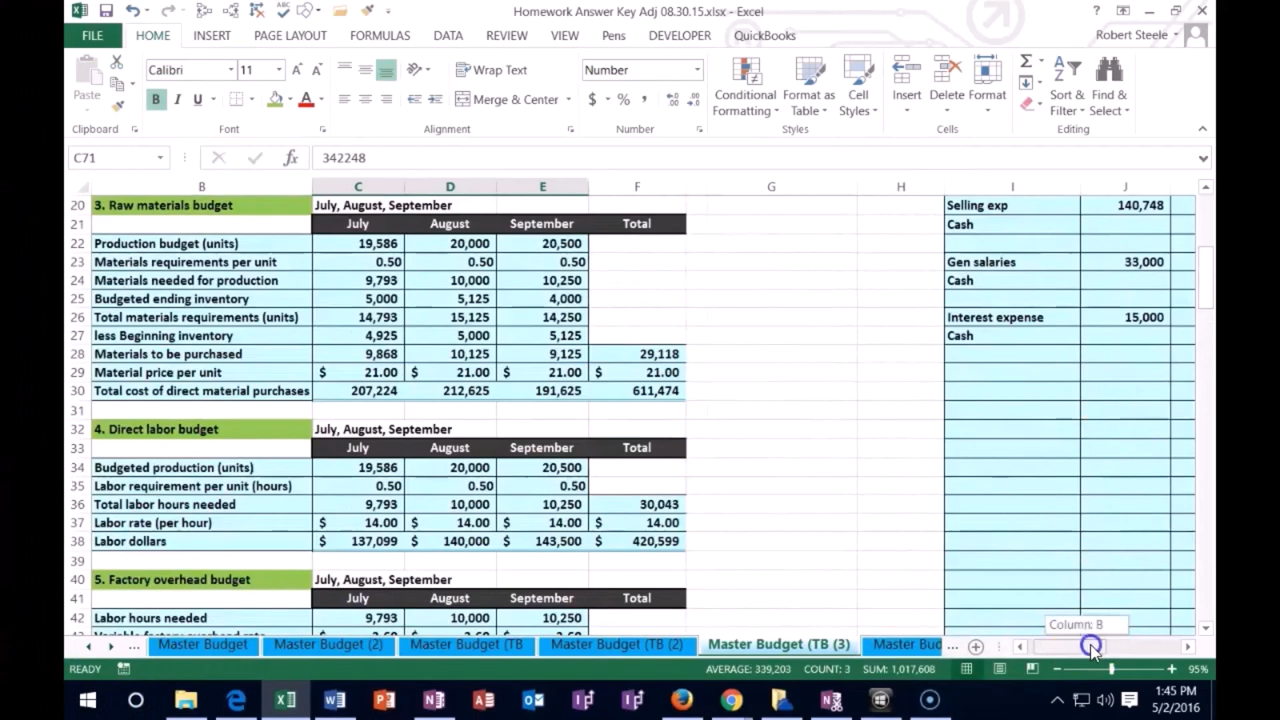 Homework Answer Key Adj 08.30.15.xlsx - Excel
FILE HOME INSERT PAGE LAYOUT FORMULAS DATA REVIEW VIEW Pens DEVELOPER QuickBooks Robert Steele
Paste Calibri 11 Wrap Text Number Conditional Formatting Format as Table Cell Styles Insert Delete Format Sort & Filter Find & Select
B I U Merge & Center $ % ,
Clipboard Font Alignment Number Styles Cells Editing
C71 fx 342248
B C D E F G H I J
20 3. Raw materials budget July, August, September Selling exp 140,748
21 July August September Total Cash
22 Production budget (units) 19,586 20,000 20,500
23 Materials requirements per unit 0.50 0.50 0.50 Gen salaries 33,000
24 Materials needed for production 9,793 10,000 10,250 Cash
25 Budgeted ending inventory 5,000 5,125 4,000
26 Total materials requirements (units) 14,793 15,125 14,250 Interest expense 15,000
27 less Beginning inventory 4,925 5,000 5,125 Cash
28 Materials to be purchased 9,868 10,125 9,125 29,118
29 Material price per unit $ 21.00 $ 21.00 $ 21.00 $ 21.00
30 Total cost of direct material purchases 207,224 212,625 191,625 611,474
31
32 4. Direct labor budget July, August, September
33 July August September Total
34 Budgeted production (units) 19,586 20,000 20,500
35 Labor requirement per unit (hours) 0.50 0.50 0.50
36 Total labor hours needed 9,793 10,000 10,250 30,043
37 Labor rate (per hour) $ 14.00 $ 14.00 $ 14.00 $ 14.00
38 Labor dollars $ 137,099 $ 140,000 $ 143,500 $ 420,599
39
40 5. Factory overhead budget July, August, September
41 July August September Total
42 Labor hours needed 9,793 10,000 10,250
Column: B
... Master Budget Master Budget (2) Master Budget (TB Master Budget (TB (2) Master Budget (TB (3) Master Bud ...
READY AVERAGE: 339,203 COUNT: 3 SUM: 1,017,608 95%
1:45 PM
5/2/2016